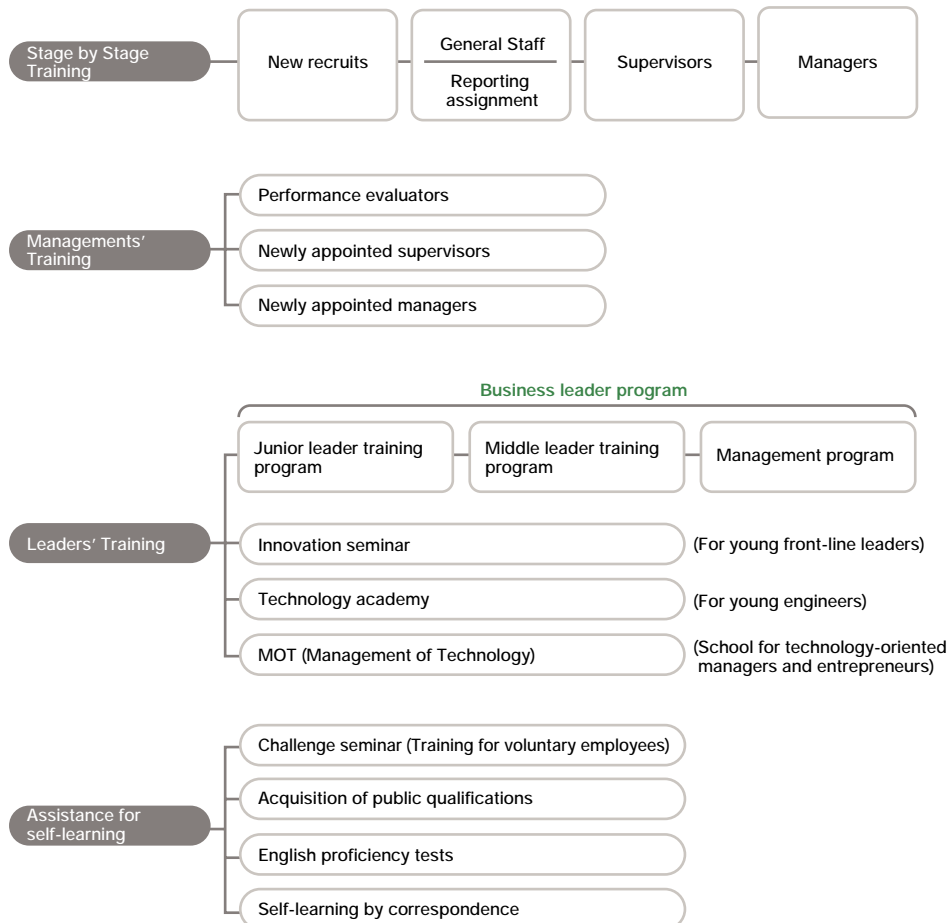 Stage by Stage
Training
New recruits
General Staff
Reporting
assignment
Supervisors
Managers
Managements’
Training
Performance evaluators
Newly appointed supervisors
Newly appointed managers
Business leader program
Junior leader training
program
Middle leader training
program
Management program
Leaders’ Training
Innovation seminar
(For young front-line leaders)
Technology academy
(For young engineers)
MOT (Management of Technology)
(School for technology-oriented
managers and entrepreneurs)
Assistance for
self-learning
Challenge seminar (Training for voluntary employees)
Acquisition of public qualifications
English proficiency tests
Self-learning by correspondence